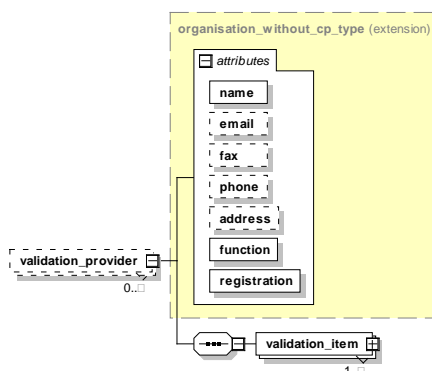 organisation_without_cp_type (extension)
attributes
name
email
fax
phone
address
function
registration
validation_provider
0..□
validation_item
1..□